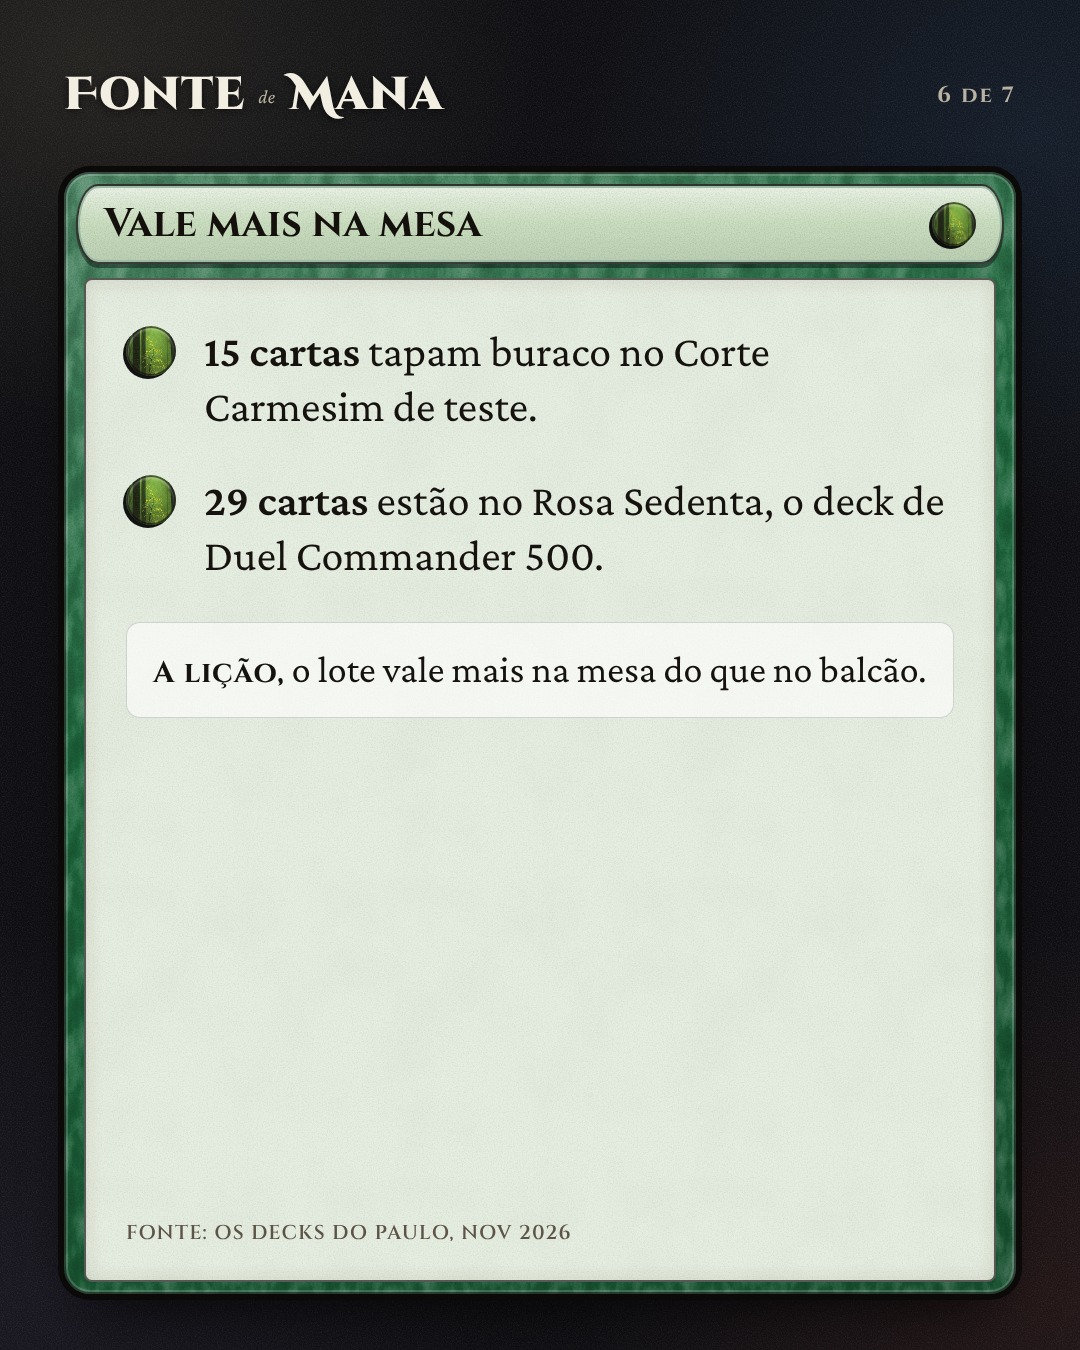 FONTE de MANA
6 DE 7
VALE MAIS NA MESA
15 cartas tapam buraco no Corte
Carmesim de teste.
29 cartas estão no Rosa Sedenta, o deck de
Duel Commander 500.
A LIÇÃO, o lote vale mais na mesa do que no balcão.
FONTE: OS DECKS DO PAULO, NOV 2026